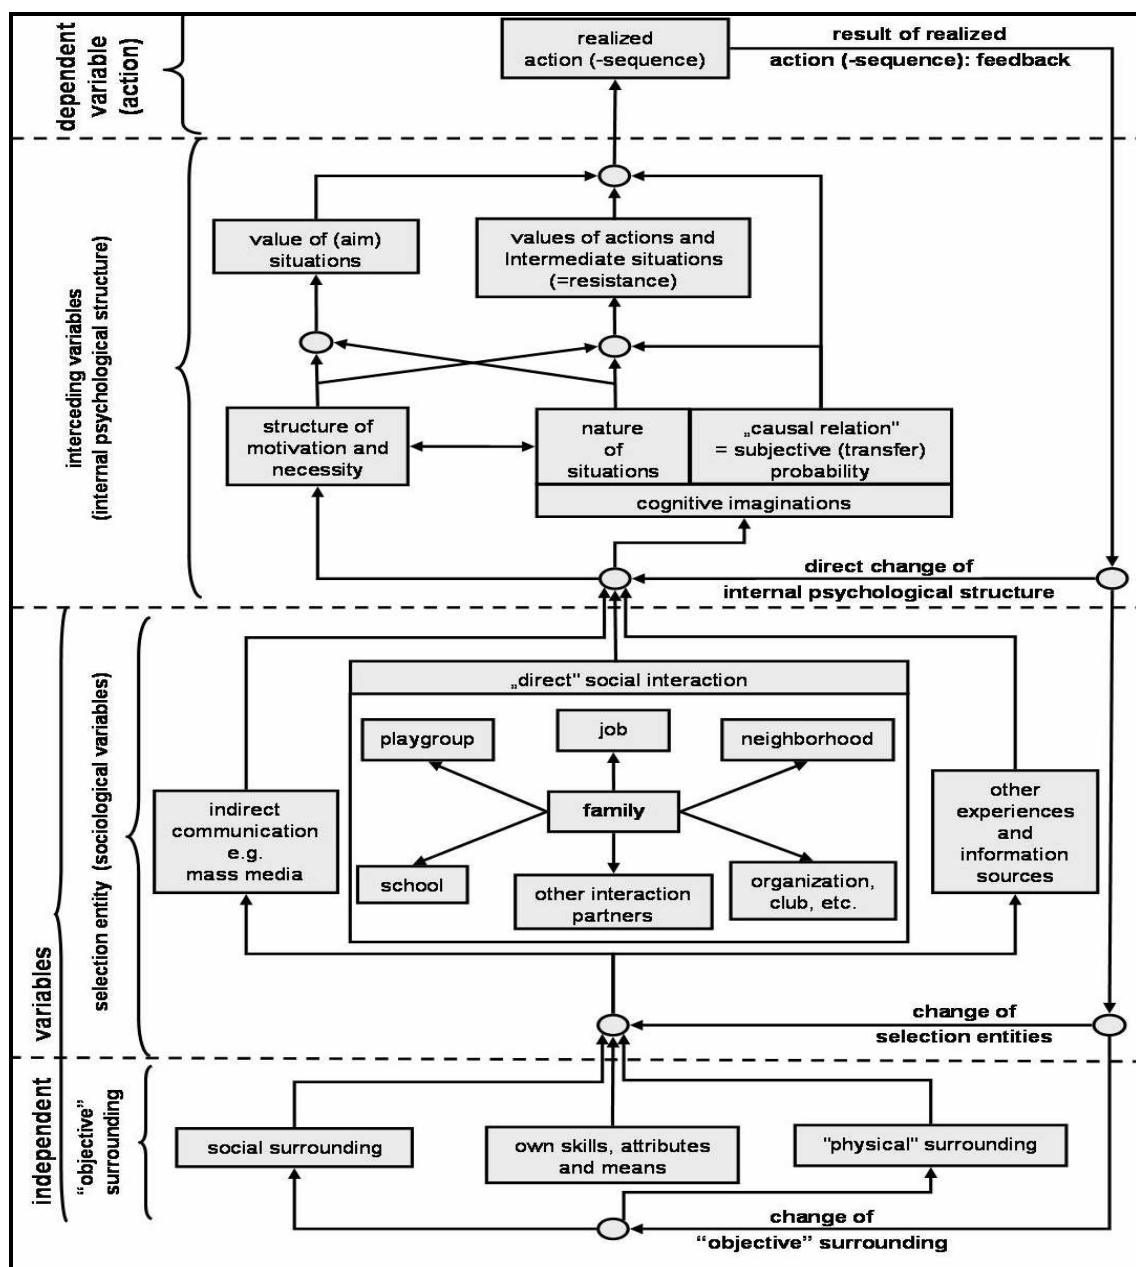 dependent
variable
(action)
realized
action (-sequence)
result of realized
action (-sequence): feedback
interceding variables
(internal psychological structure)
value of (aim)
situations
values of actions and
Intermediate situations
(=resistance)
structure of
motivation and
necessity
nature
of
situations
„causal relation"
= subjective (transfer)
probability
cognitive imaginations
direct change of
internal psychological structure
independent variables
selection entity (sociological variables)
„direct" social interaction
playgroup
job
neighborhood
family
school
other interaction
partners
organization,
club, etc.
indirect
communication
e.g.
mass media
other
experiences
and
information
sources
change of
selection entities
“objective”
surrounding
social surrounding
own skills, attributes
and means
"physical" surrounding
change of
“objective” surrounding